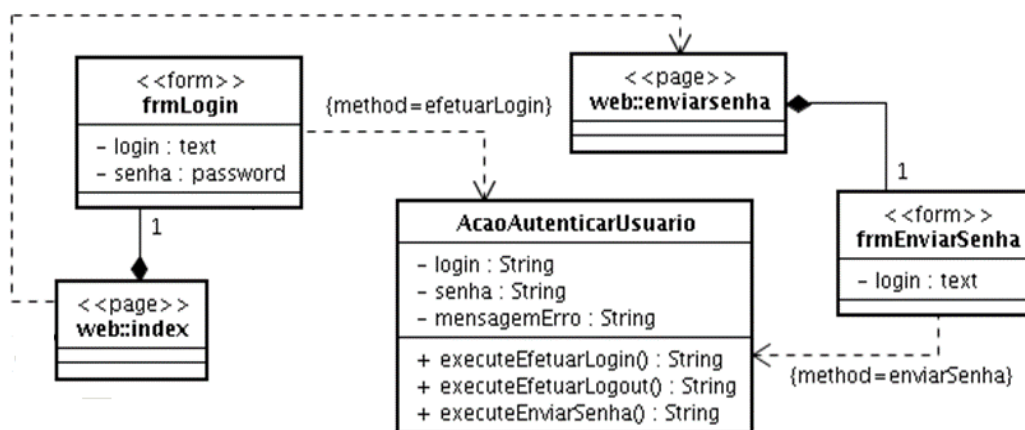 <<form>>
frmLogin
- login : text
- senha : password
1
<<page>>
web::index
{method=efetuarLogin}
<<page>>
web::enviarsenha
1
<<form>>
frmEnviarSenha
- login : text
{method=enviarSenha}
AcaoAutenticarUsuario
- login : String
- senha : String
- mensagemErro : String
+ executeEfetuarLogin() : String
+ executeEfetuarLogout() : String
+ executeEnviarSenha() : String